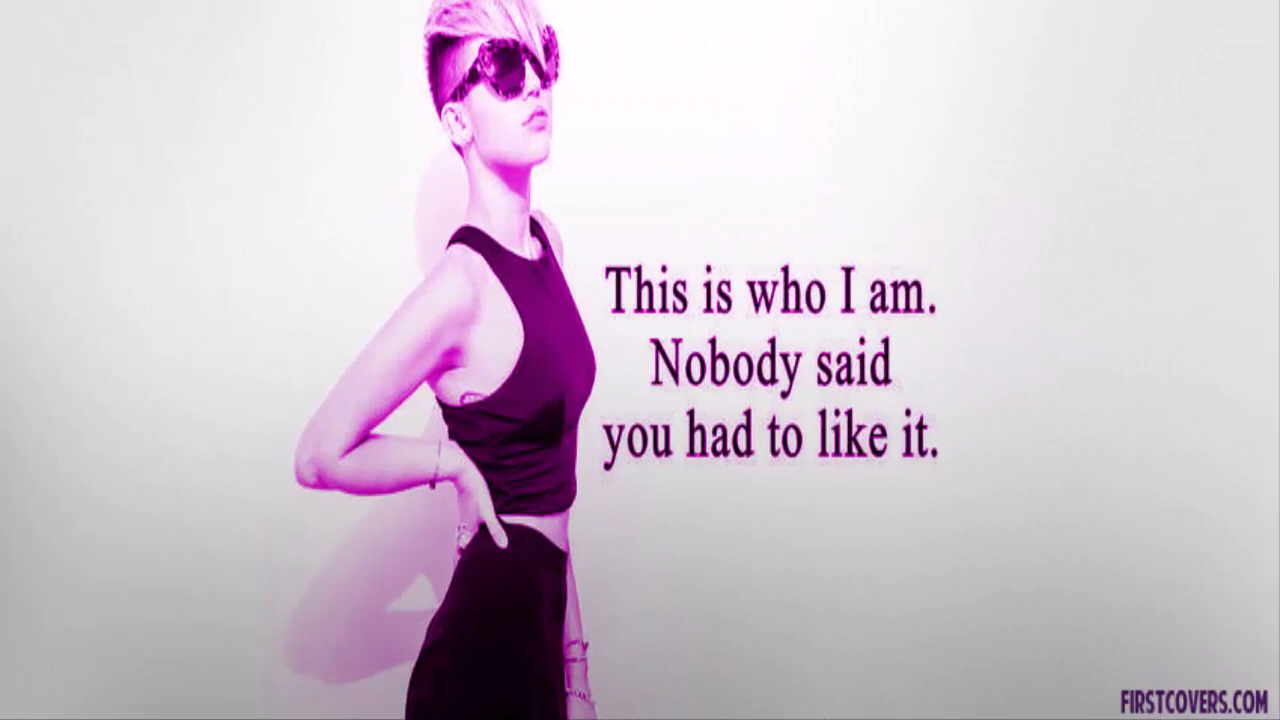 This is who I am.
Nobody said
you had to like it.
FIRSTCOVERS.COM